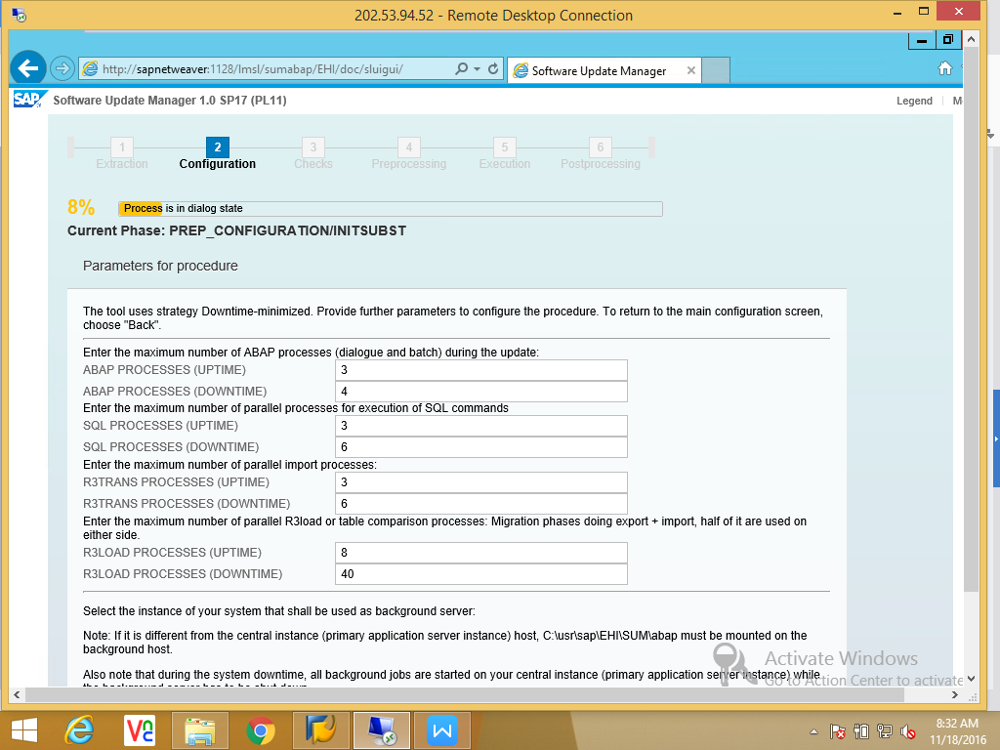 202.53.94.52 - Remote Desktop Connection
http://sapnetweaver:1128/lmsl/sumabap/EHI/doc/sluigui/
Software Update Manager
SAP Software Update Manager 1.0 SP17 (PL11)
Legend
M
1 2 3 4 5 6
Extraction Configuration Checks Preprocessing Execution Postprocessing
8% Process is in dialog state
Current Phase: PREP_CONFIGURATION/INITSUBST
Parameters for procedure
The tool uses strategy Downtime-minimized. Provide further parameters to configure the procedure. To return to the main configuration screen,
choose "Back".
Enter the maximum number of ABAP processes (dialogue and batch) during the update:
ABAP PROCESSES (UPTIME) 3
ABAP PROCESSES (DOWNTIME) 4
Enter the maximum number of parallel processes for execution of SQL commands
SQL PROCESSES (UPTIME) 3
SQL PROCESSES (DOWNTIME) 6
Enter the maximum number of parallel import processes:
R3TRANS PROCESSES (UPTIME) 3
R3TRANS PROCESSES (DOWNTIME) 6
Enter the maximum number of parallel R3load or table comparison processes: Migration phases doing export + import, half of it are used on
either side.
R3LOAD PROCESSES (UPTIME) 8
R3LOAD PROCESSES (DOWNTIME) 40
Select the instance of your system that shall be used as background server:
Note: If it is different from the central instance (primary application server instance) host, C:\usr\sap\EHI\SUM\abap must be mounted on the
background host.
Also note that during the system downtime, all background jobs are started on your central instance (primary application server instance) while
the background server has to be shut down.
Activate Windows
Go to Action Center to activate
8:32 AM
11/18/2016